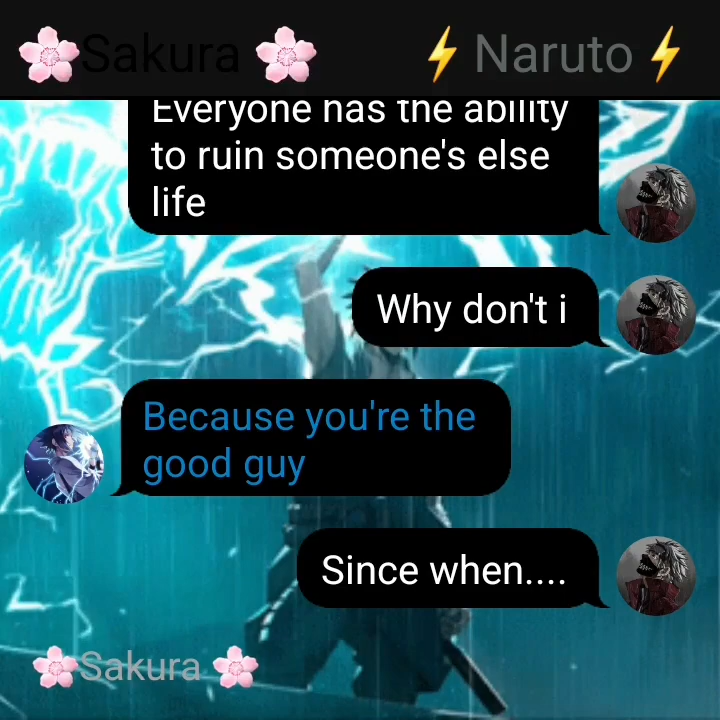 🌸Sakura 🌸 ⚡ Naruto ⚡
Everyone has the ability
to ruin someone's else
life
Why don't i
Because you're the
good guy
Since when....
🌸Sakura 🌸